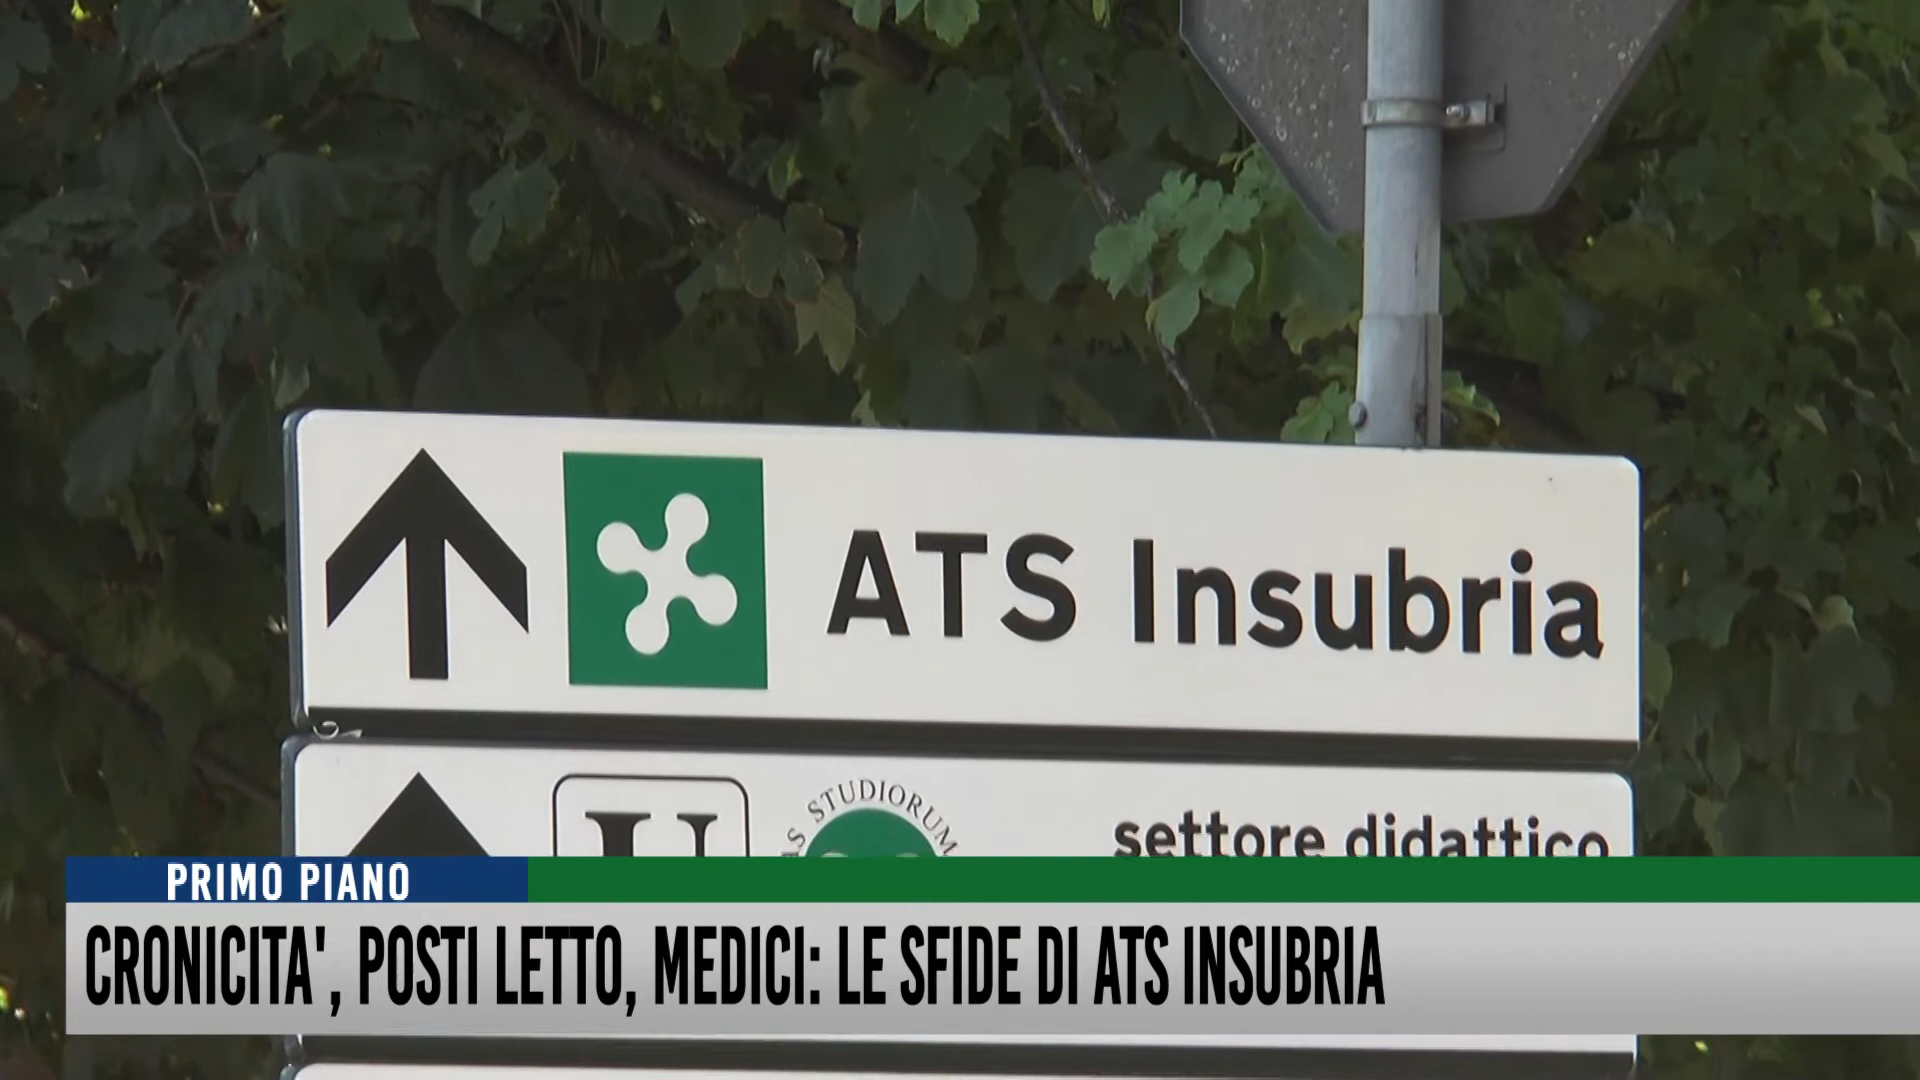 ATS Insubria
STUDIORUM
settore didattico
PRIMO PIANO
CRONICITA', POSTI LETTO, MEDICI: LE SFIDE DI ATS INSUBRIA